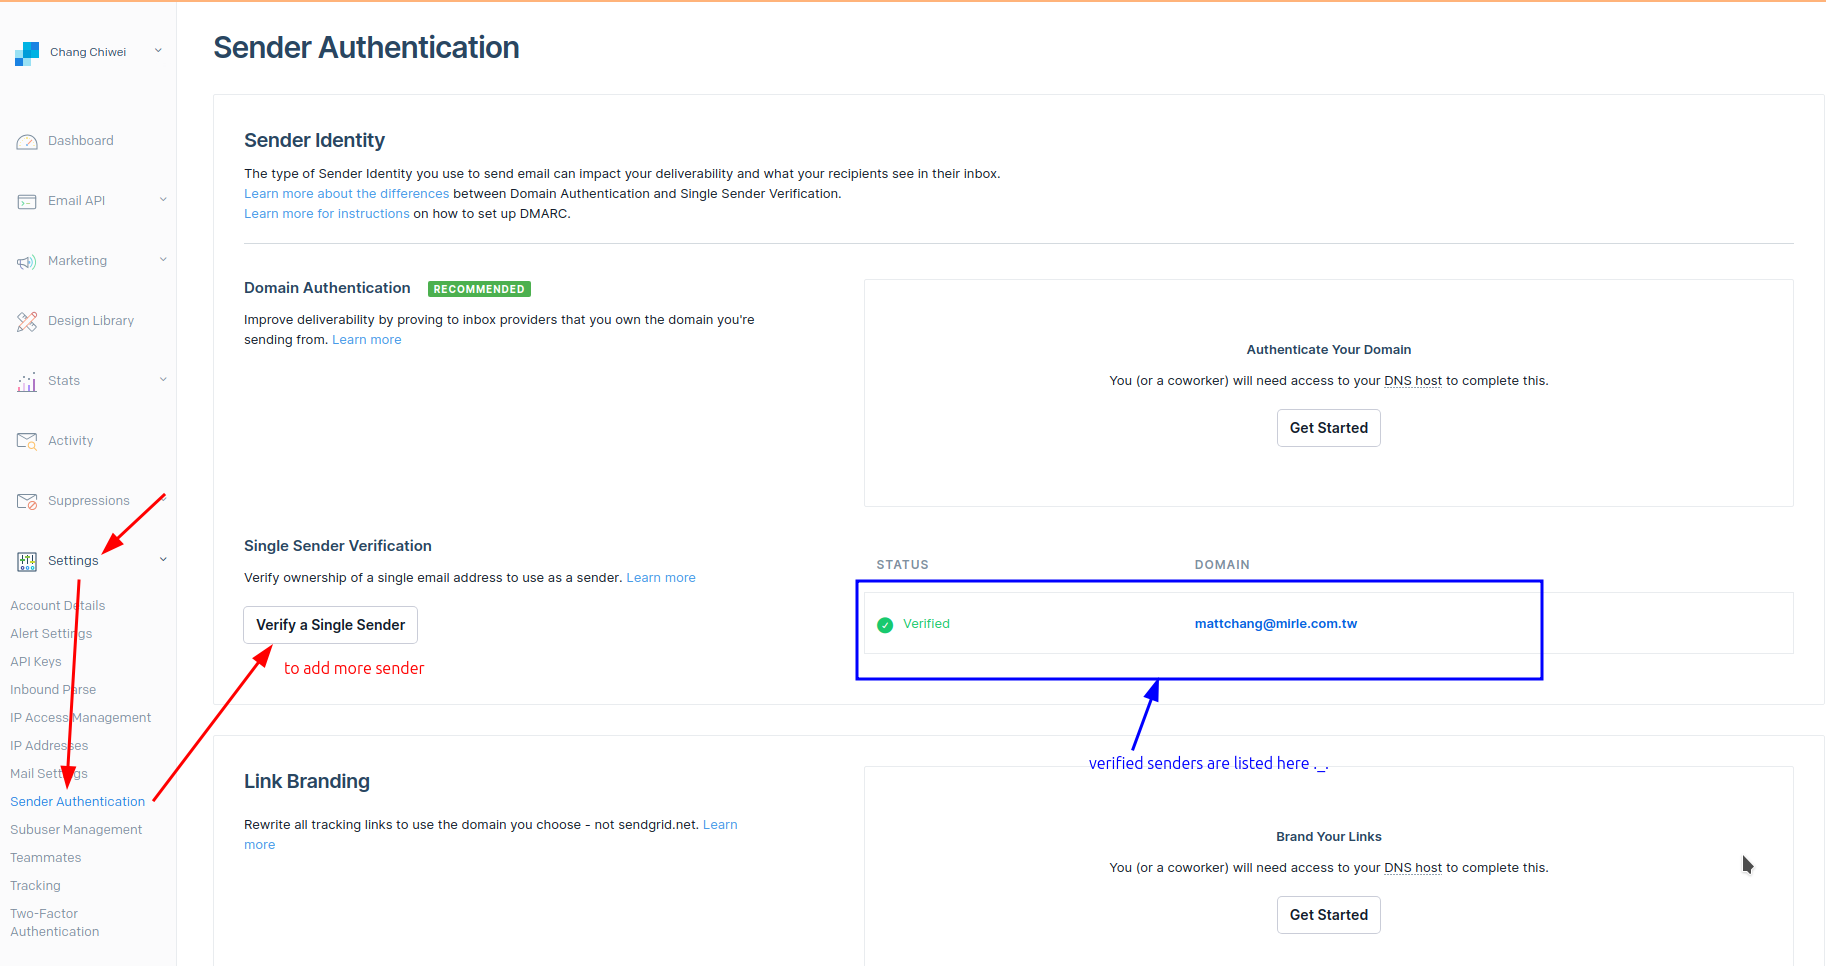 Chang Chiwei
Dashboard
Email API
Marketing
Design Library
Stats
Activity
Suppressions
Settings
Account Details
Alert Settings
API Keys
Inbound Parse
IP Access Management
IP Addresses
Mail Settings
Sender Authentication
Subuser Management
Teammates
Tracking
Two-Factor
Authentication
Sender Authentication
Sender Identity
The type of Sender Identity you use to send email can impact your deliverability and what your recipients see in their inbox.
Learn more about the differences between Domain Authentication and Single Sender Verification.
Learn more for instructions on how to set up DMARC.
Domain Authentication RECOMMENDED
Improve deliverability by proving to inbox providers that you own the domain you're
sending from. Learn more
Authenticate Your Domain
You (or a coworker) will need access to your DNS host to complete this.
Get Started
Single Sender Verification
Verify ownership of a single email address to use as a sender. Learn more
Verify a Single Sender
to add more sender
STATUS DOMAIN
Verified mattchang@mirle.com.tw
verified senders are listed here ._.
Link Branding
Rewrite all tracking links to use the domain you choose - not sendgrid.net. Learn
more
Brand Your Links
You (or a coworker) will need access to your DNS host to complete this.
Get Started